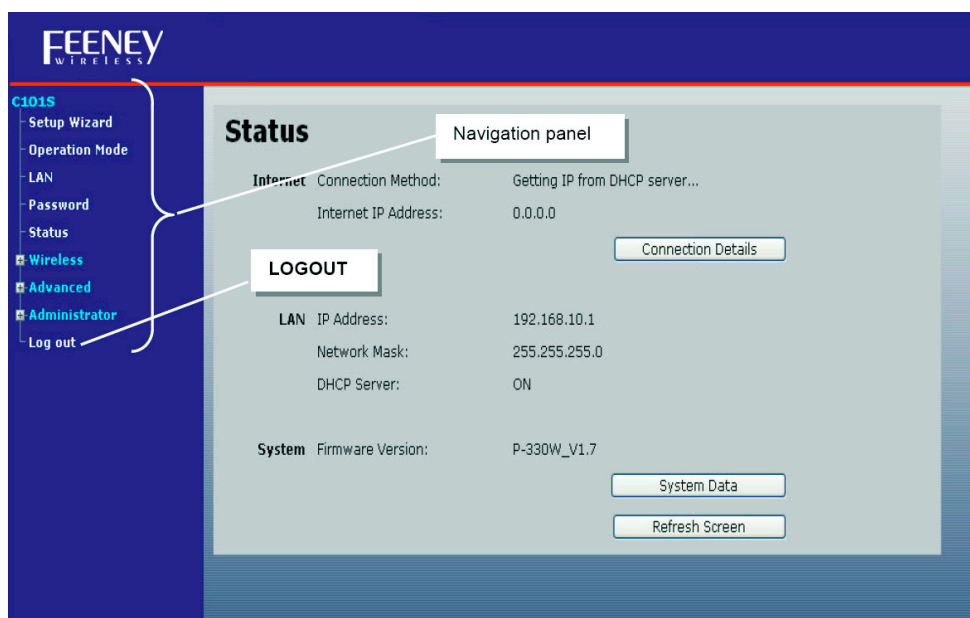 FEENEY
WIRELESS
C101S
Setup Wizard
Operation Mode
LAN
Password
Status
Wireless
Advanced
Administrator
Log out
Status
Navigation panel
Internet Connection Method: Getting IP from DHCP server...
Internet IP Address: 0.0.0.0
Connection Details
LOGOUT
LAN IP Address: 192.168.10.1
Network Mask: 255.255.255.0
DHCP Server: ON
System Firmware Version: P-330W_V1.7
System Data
Refresh Screen